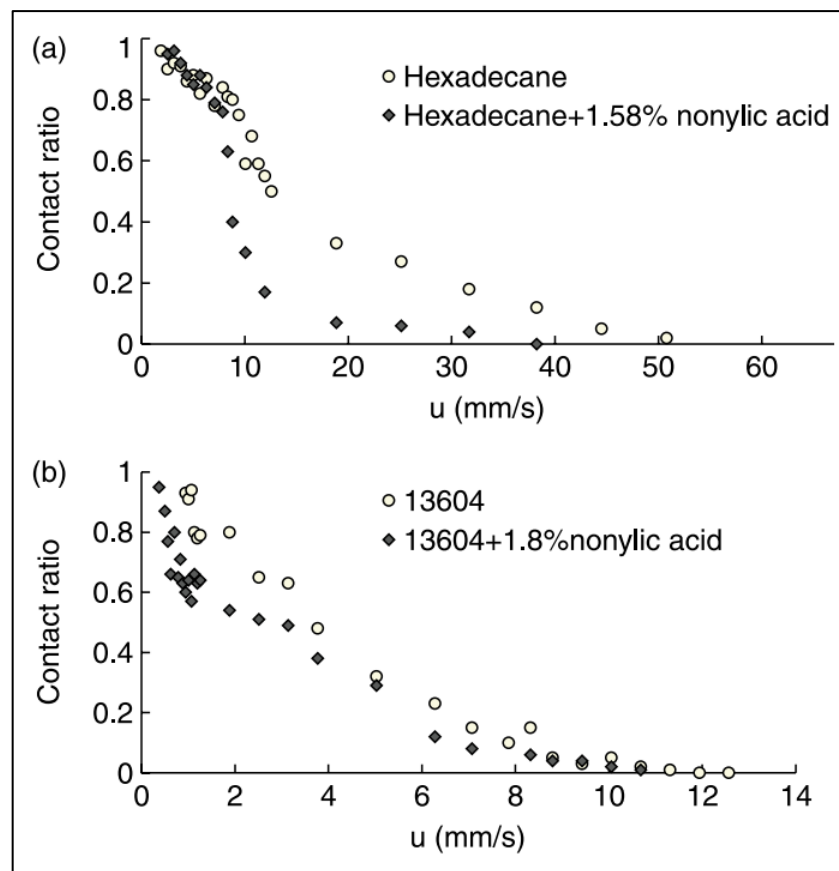 (a)
1
0.8
0.6
0.4
0.2
0
Contact ratio
Hexadecane
Hexadecane+1.58% nonylic acid
0 10 20 30 40 50 60
u (mm/s)
(b)
1
0.8
0.6
0.4
0.2
0
Contact ratio
13604
13604+1.8%nonylic acid
0 2 4 6 8 10 12 14
u (mm/s)